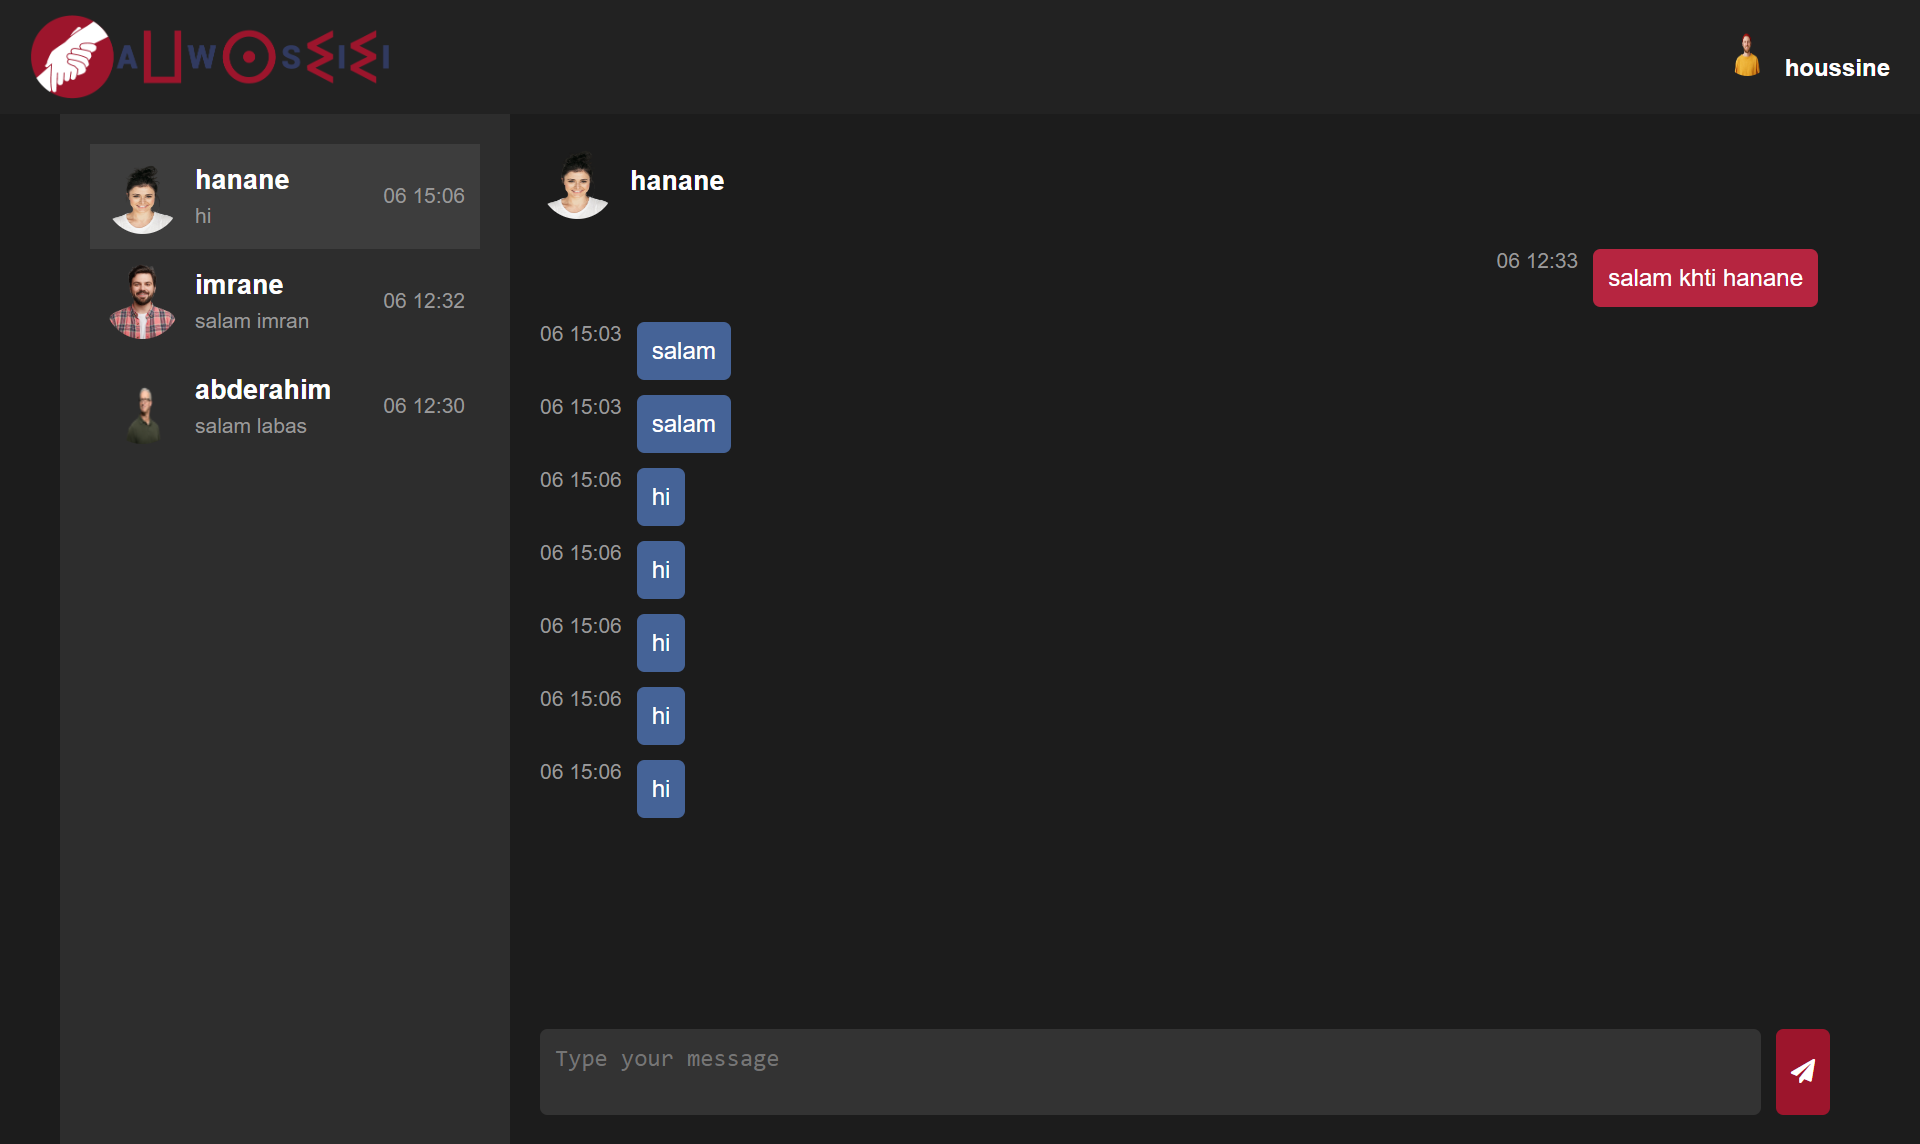 houssine
hanane
hi
06 15:06
imrane
salam imran
06 12:32
abderahim
salam labas
06 12:30
hanane
06 12:33 salam khti hanane
06 15:03 salam
06 15:03 salam
06 15:06 hi
06 15:06 hi
06 15:06 hi
06 15:06 hi
06 15:06 hi
Type your message